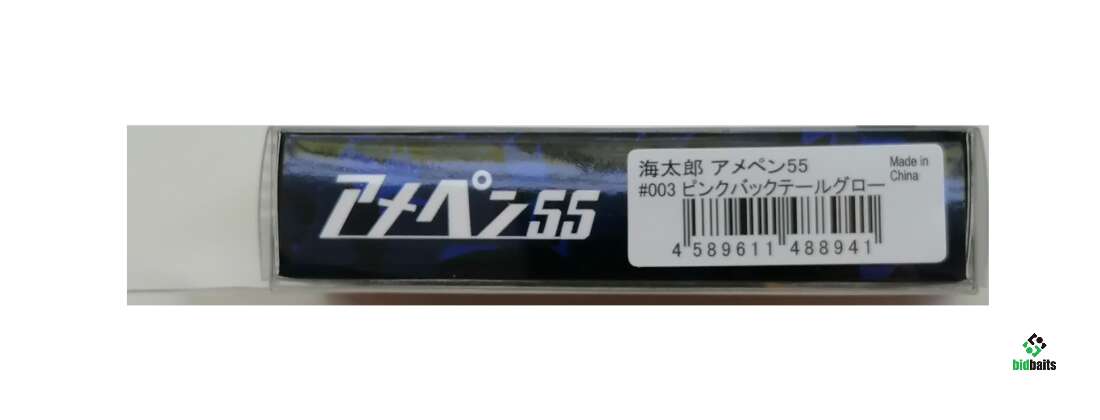 アメペン55
海太郎 アメペン55
Made in
China
#003 ピンクバックテールグロー
4 589611 488941
bidbaits